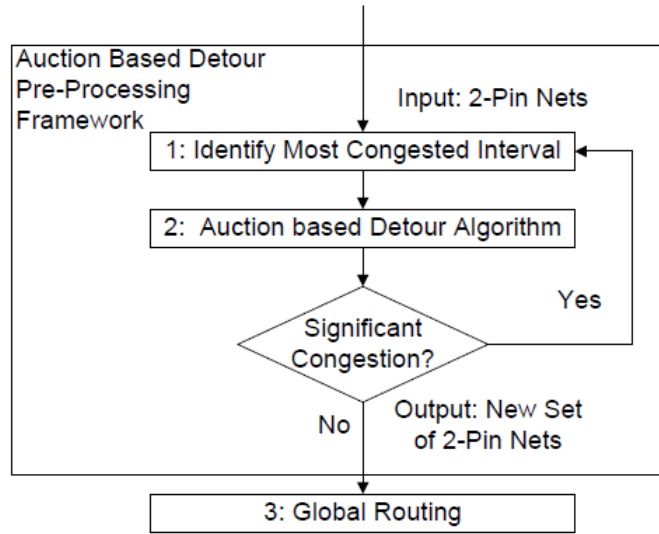 Auction Based Detour
Pre-Processing
Framework
Input: 2-Pin Nets
1: Identify Most Congested Interval
2: Auction based Detour Algorithm
Significant
Congestion?
Yes
No
Output: New Set
of 2-Pin Nets
3: Global Routing